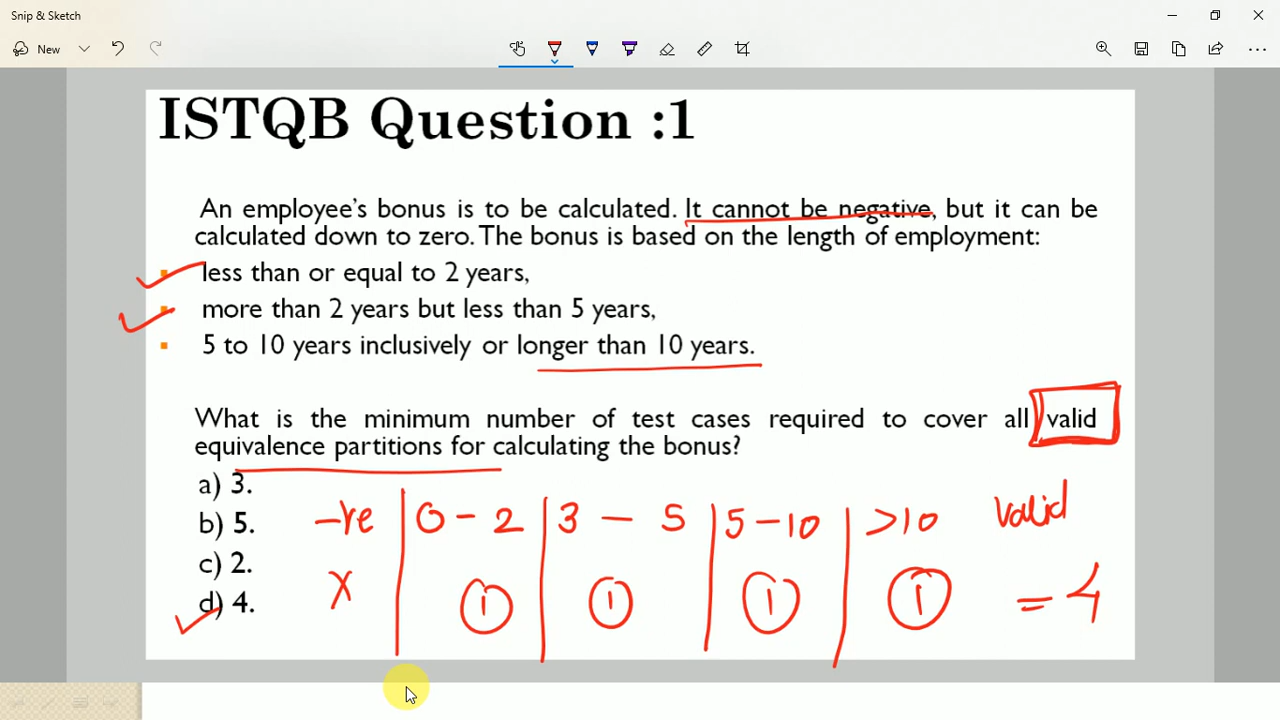 Snip & Sketch
New
ISTQB Question :1
An employee's bonus is to be calculated. It cannot be negative, but it can be
calculated down to zero. The bonus is based on the length of employment:
less than or equal to 2 years,
more than 2 years but less than 5 years,
5 to 10 years inclusively or longer than 10 years.
What is the minimum number of test cases required to cover all valid
equivalence partitions for calculating the bonus?
a) 3.
b) 5.
c) 2.
d) 4.
-ve | 0 - 2 | 3 - 5 | 5 - 10 | >10 valid
X 1 1 1 1 = 4